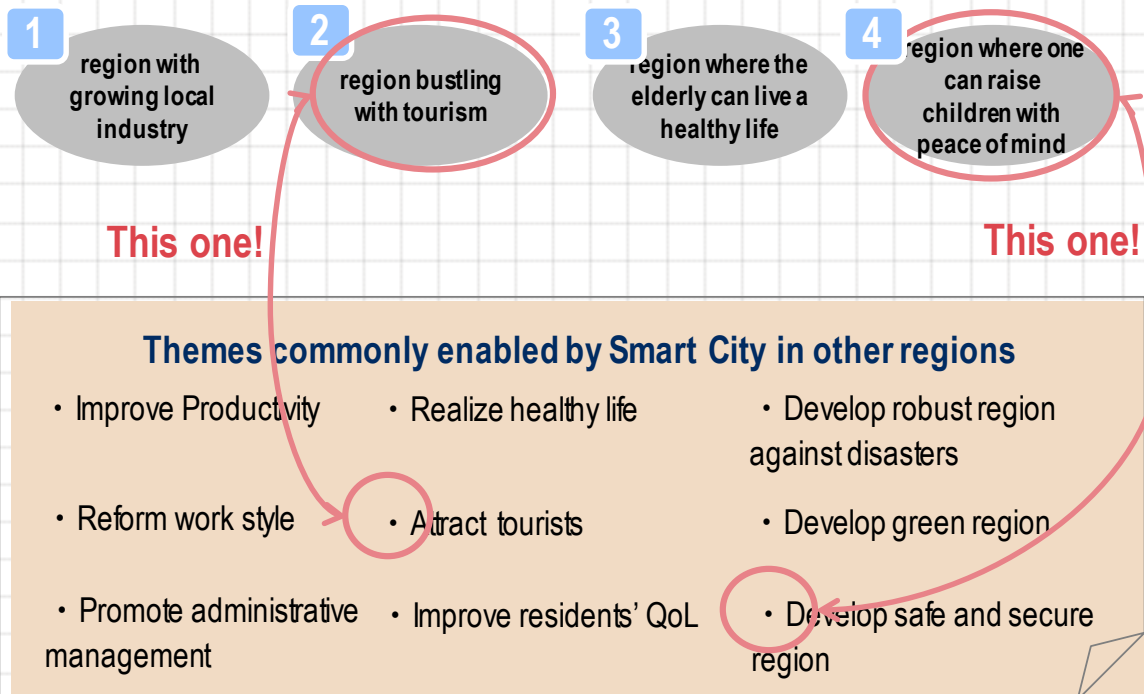 1
region with
growing local
industry
2
region bustling
with tourism
3
region where the
elderly can live a
healthy life
4
region where one
can raise
children with
peace of mind
This one!
This one!
Themes commonly enabled by Smart City in other regions
・Improve Productivity
・Realize healthy life
・Develop robust region
against disasters
・Reform work style
・Attract tourists
・Develop green region
・Promote administrative
management
・Improve residents' QoL
・Develop safe and secure
region